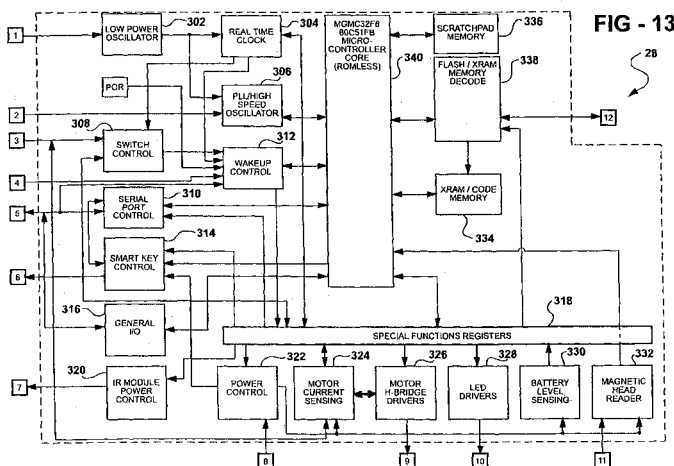 FIG - 13
28
1
LOW POWER
OSCILLATOR
302
REAL TIME
CLOCK
304
MGMC32F8
80C51FB
MICRO-
CONTROLLER
CORE
(ROMLESS)
340
SCRATCHPAD
MEMORY
336
FLASH / XRAM
MEMORY
DECODE
338
POR
2
PLL/HIGH
SPEED
OSCILLATOR
306
12
3
308
SWITCH
CONTROL
312
WAKEUP
CONTROL
4
5
310
SERIAL
PORT
CONTROL
XRAM / CODE
MEMORY
334
314
SMART KEY
CONTROL
6
316
GENERAL
I/O
318
SPECIAL FUNCTIONS REGISTERS
320
IR MODULE
POWER
CONTROL
7
322
POWER
CONTROL
324
MOTOR
CURRENT
SENSING
326
MOTOR
H-BRIDGE
DRIVERS
328
LED
DRIVERS
330
BATTERY
LEVEL
SENSING
332
MAGNETIC
HEAD
READER
8
9
10
11